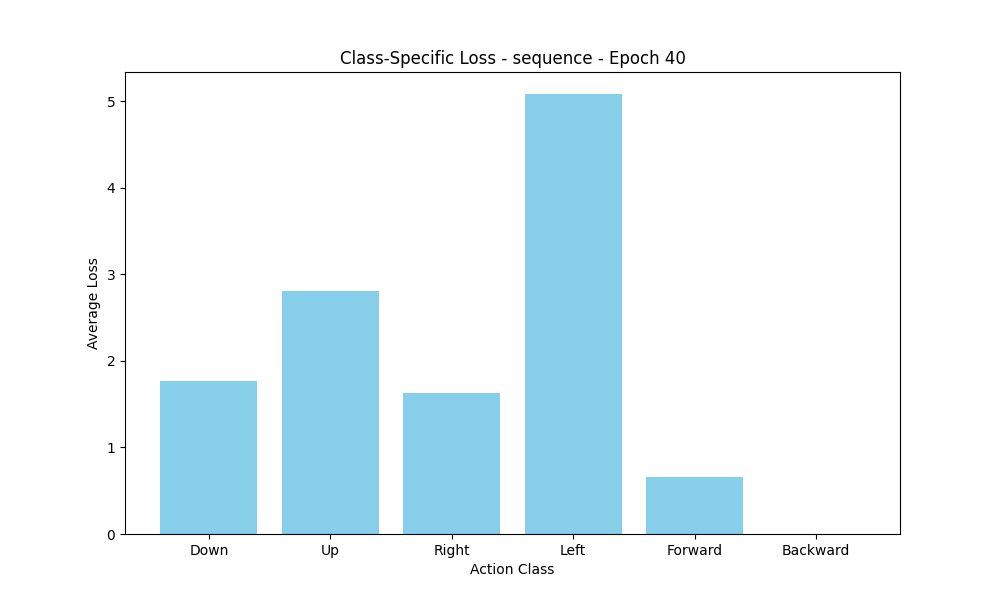 Class-Specific Loss - sequence - Epoch 40
5
4
3
2
1
0
Average Loss
Down Up Right Left Forward Backward
Action Class